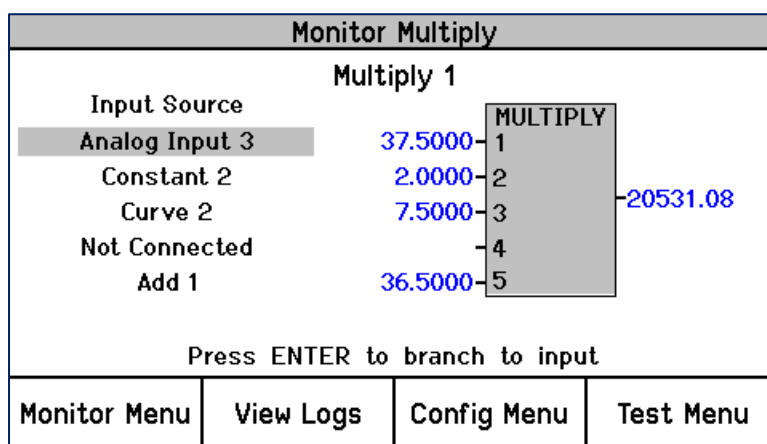 Monitor Multiply
Multiply 1
Input Source
MULTIPLY
Analog Input 3 37.5000 1
Constant 2 2.0000 2
20531.08
Curve 2 7.5000 3
Not Connected 4
Add 1 36.5000 5
Press ENTER to branch to input
Monitor Menu View Logs Config Menu Test Menu